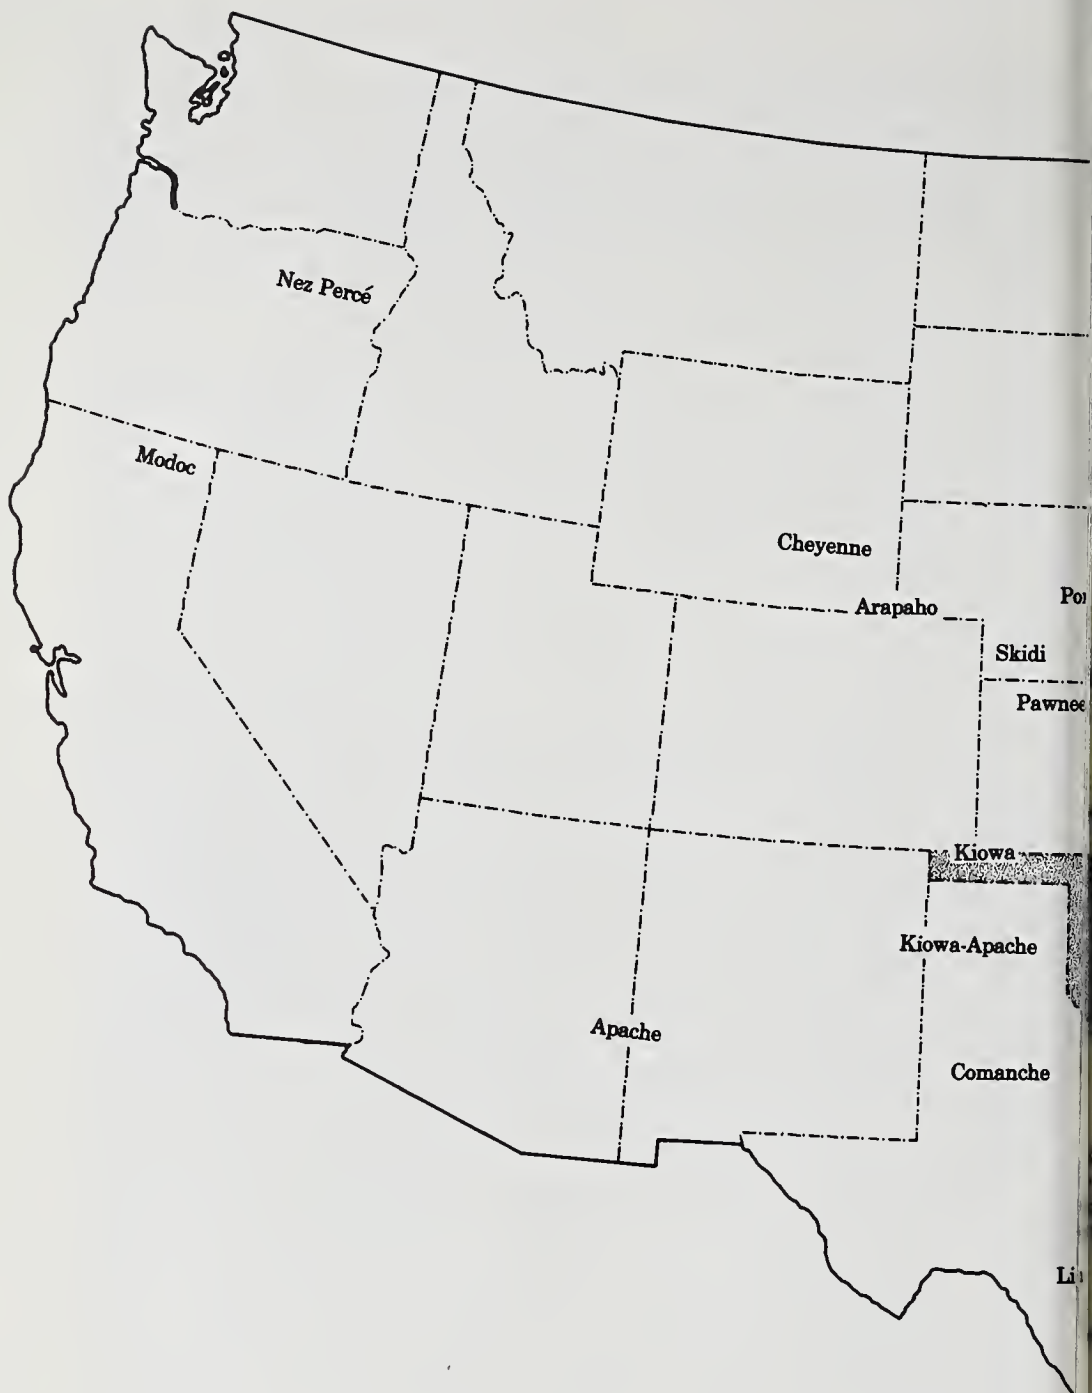 Nez Percé
Modoc
Cheyenne
Arapaho
Skidi
Pawnee
Kiowa
Kiowa-Apache
Apache
Comanche